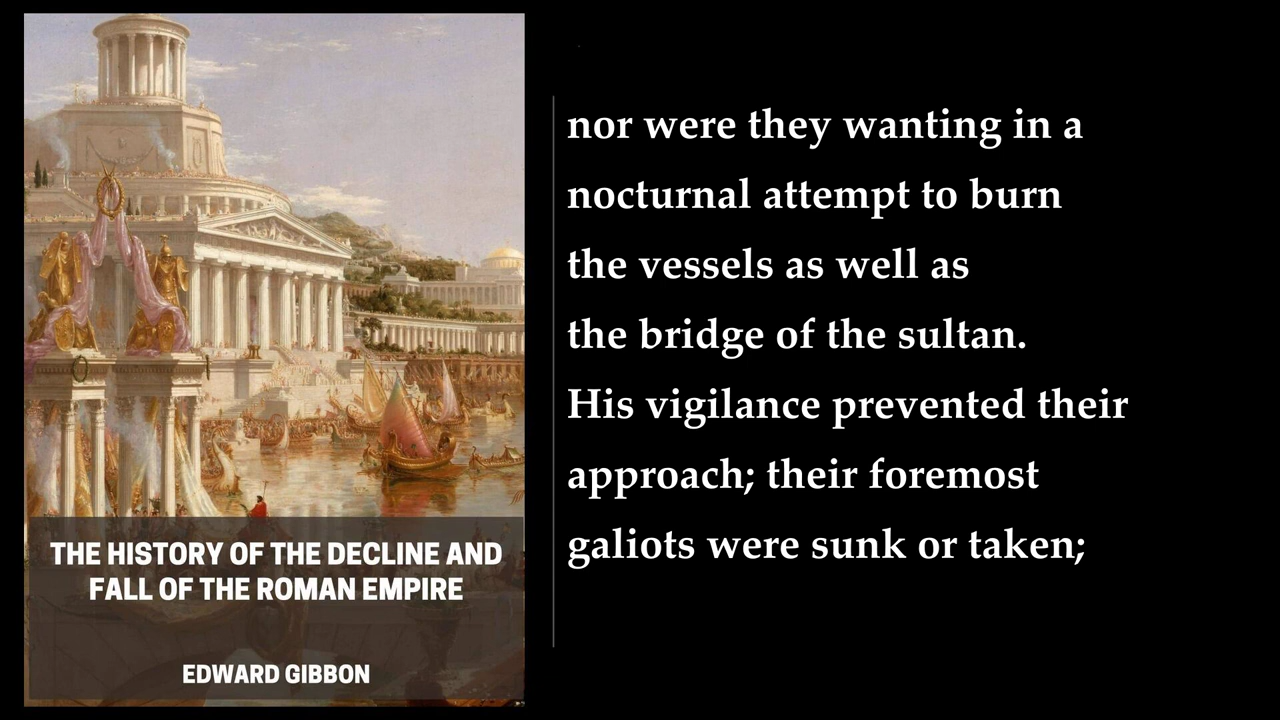 THE HISTORY OF THE DECLINE AND
FALL OF THE ROMAN EMPIRE
EDWARD GIBBON
nor were they wanting in a
nocturnal attempt to burn
the vessels as well as
the bridge of the sultan.
His vigilance prevented their
approach; their foremost
galiots were sunk or taken;